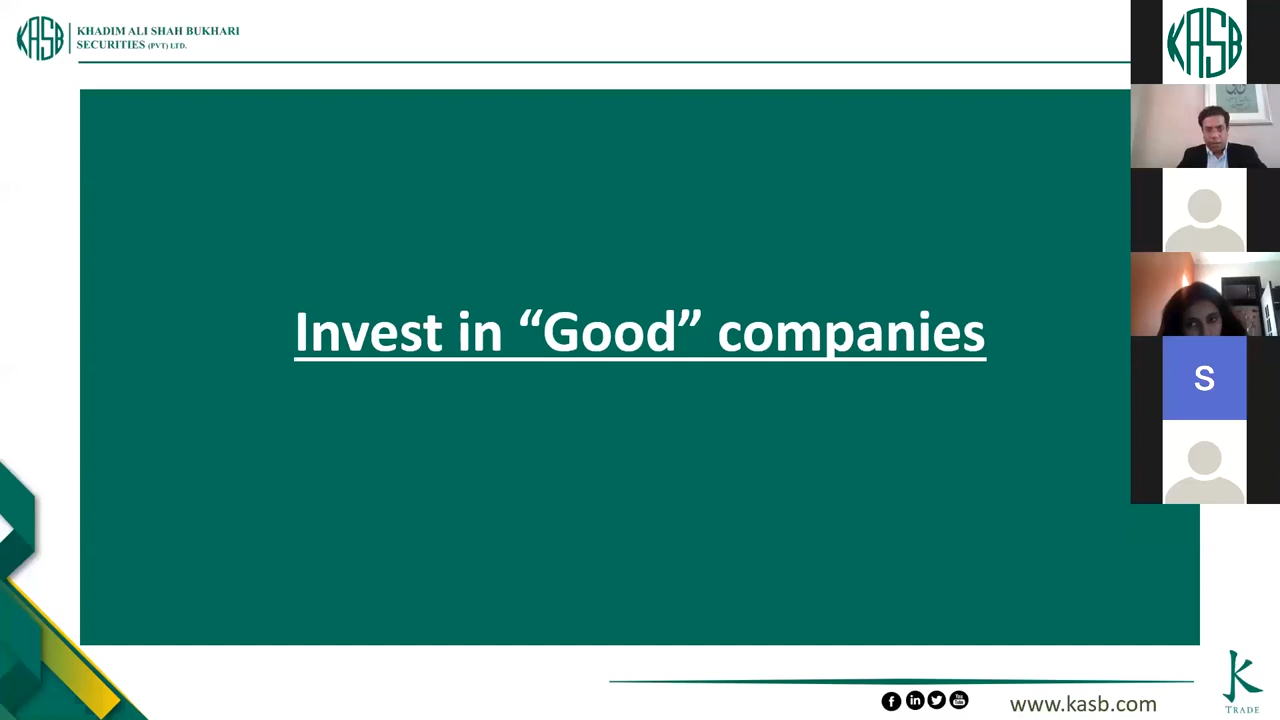 KASB
KHADIM ALI SHAH BUKHARI
SECURITIES (PVT) LTD.
KASB
Invest in “Good” companies
S
www.kasb.com
K
TRADE